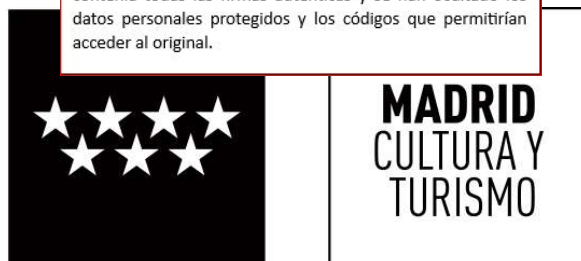 datos personales protegidos y los códigos que permitirían
acceder al original.
MADRID
CULTURA Y
TURISMO